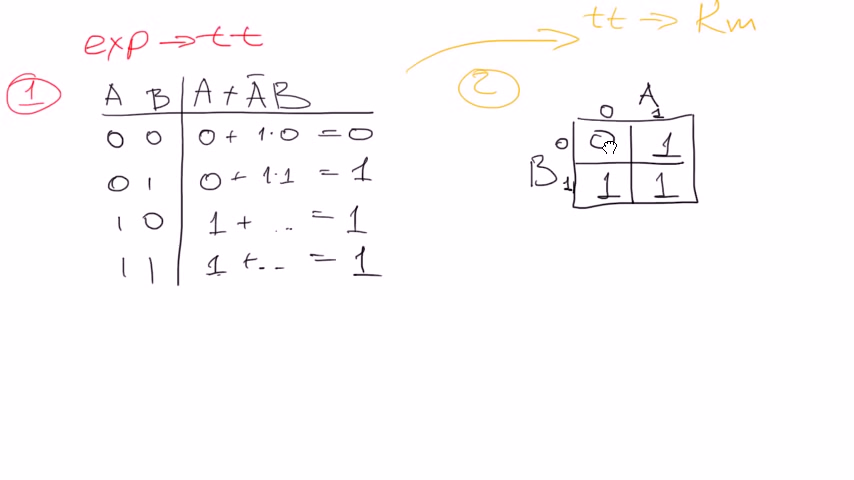 exp → tt
tt ⇒ Km
1
2
A B | A + ĀB
0 0 | 0 + 1·0 = 0
0 1 | 0 + 1·1 = 1
1 0 | 1 + .. = 1
1 1 | 1 + -- = 1
A
0 1
0 0 1
B 1 1 1